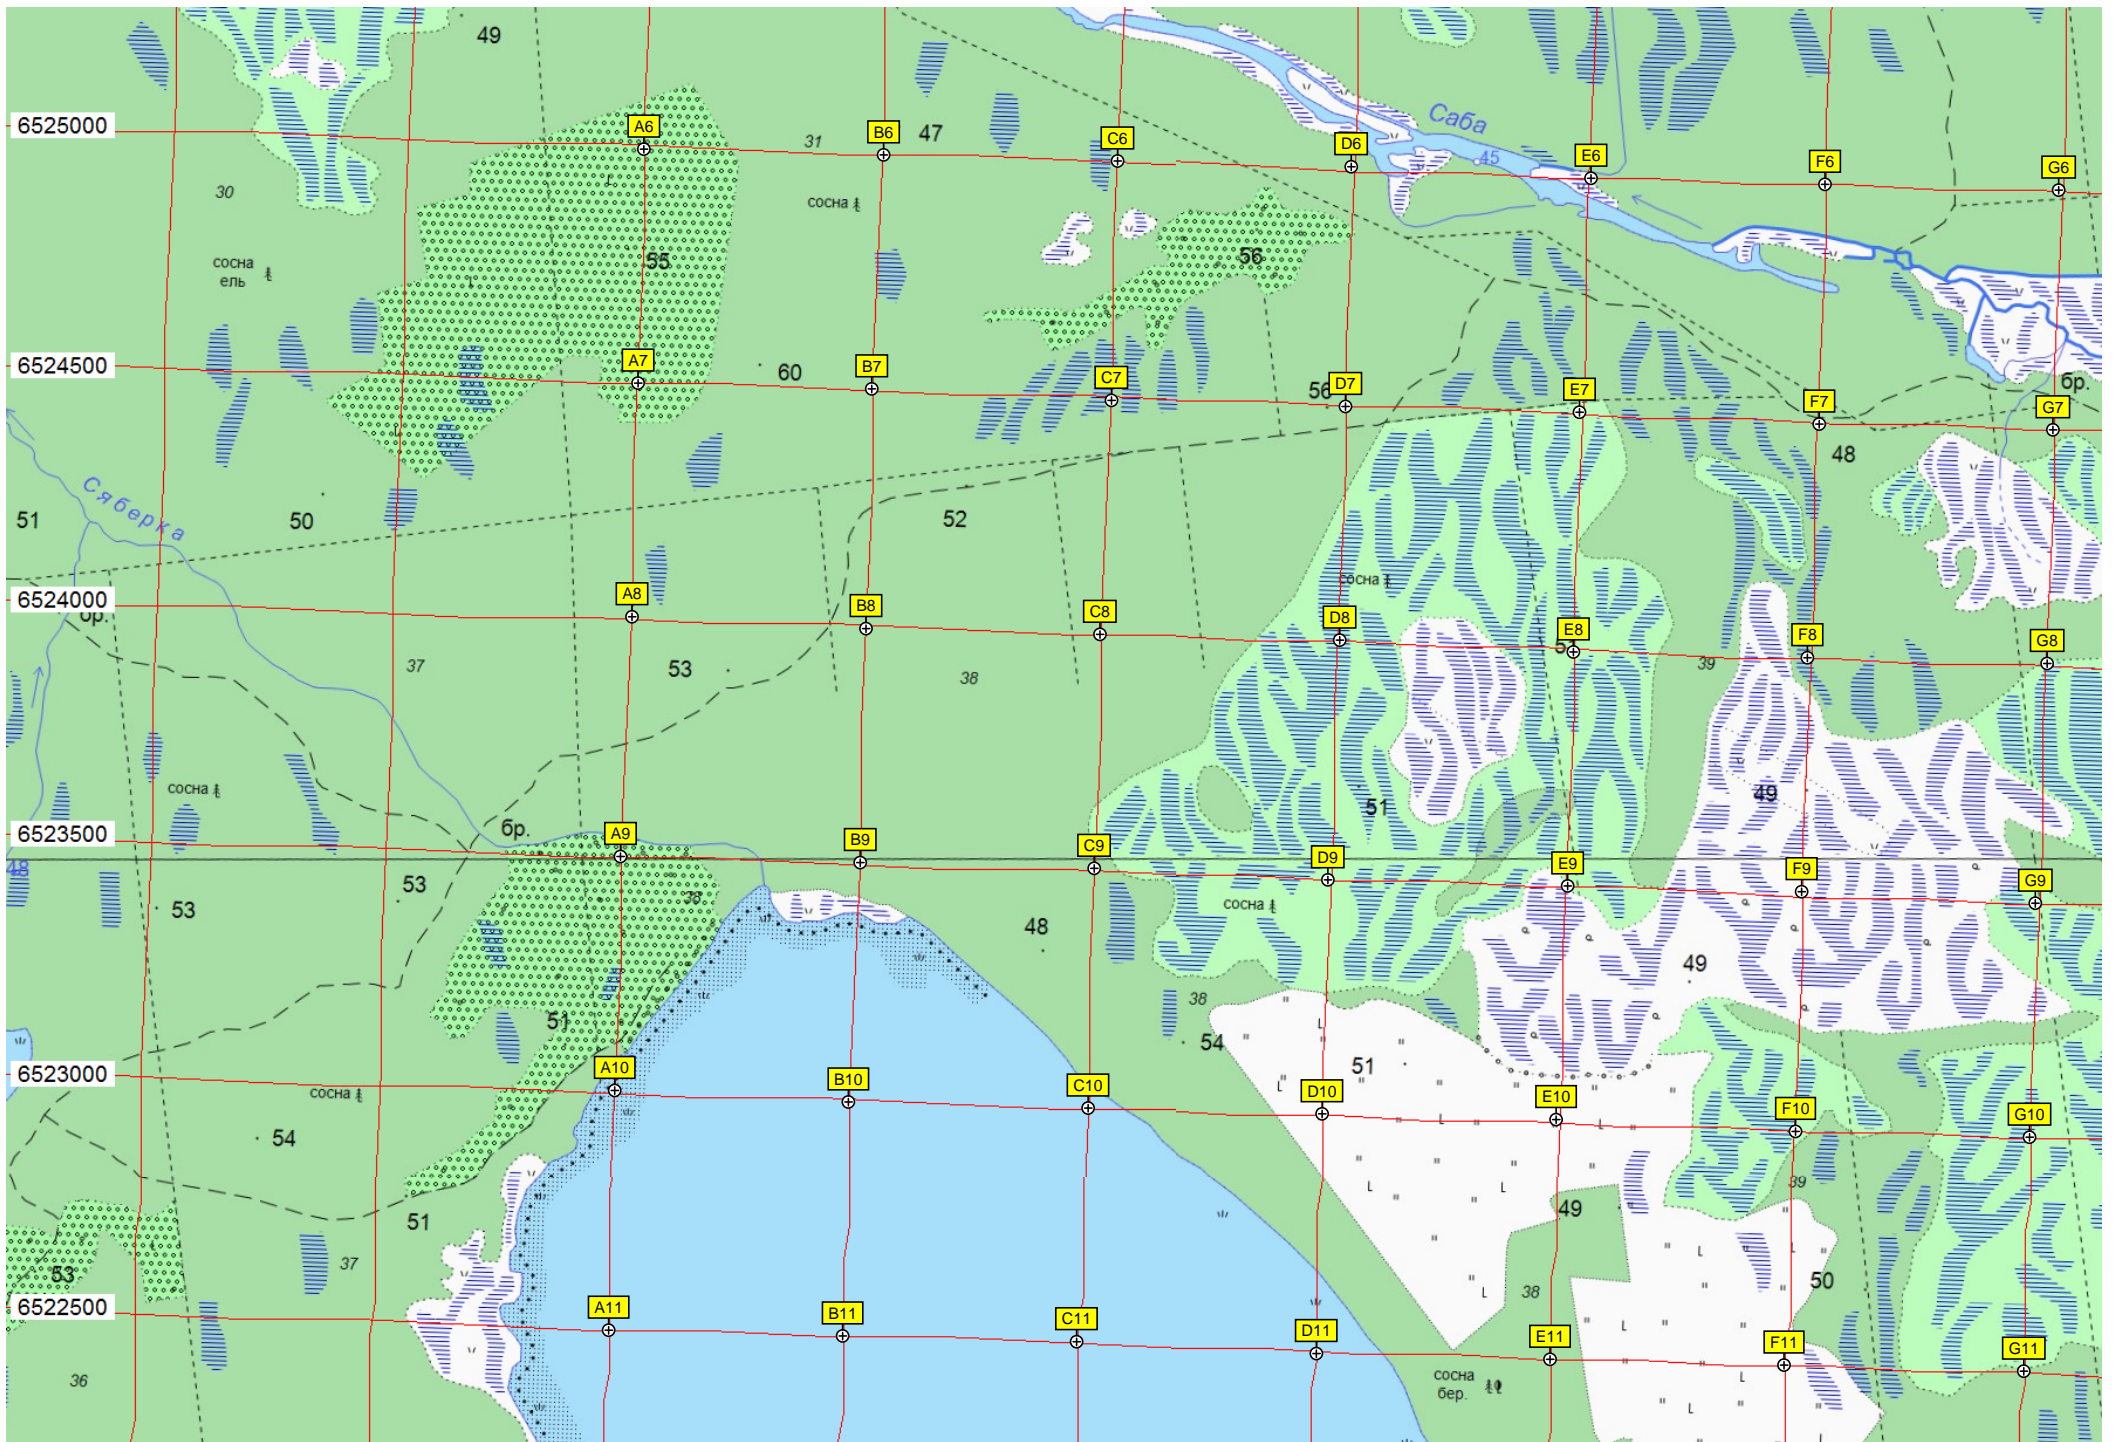 49
6525000
A6
31
B6
47
C6
D6
Саба
45
E6
F6
G6
30
сосна
L
сосна
ель
55
56
L
6524500
A7
60
B7
C7
56
D7
E7
F7
бр.
G7
L
48
Сяберка
51
50
52
сосна
6524000
бр.
A8
B8
C8
D8
E8
F8
G8
37
53
38
39
сосна
49
51
6523500
бр.
A9
B9
C9
D9
E9
F9
G9
48
53
53
38
48
сосна
49
51
38
54
51
L
6523000
A10
B10
C10
D10
E10
F10
G10
сосна
L
L
L
54
39
L
L
51
49
37
53
L
L
50
38
L
6522500
A11
B11
C11
D11
E11
F11
G11
L
L
36
сосна
бер.
L
L
L